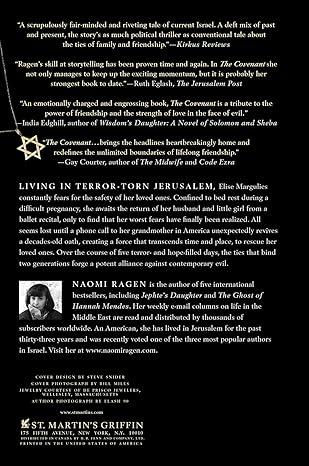 "A scrupulously fair-minded and riveting tale of current Israel. A deft mix of past
and present, the story's as much political thriller as conventional tale about
the ties of family and friendship."—Kirkus Reviews
"Ragen's skill at storytelling has been proven time and again. In The Covenant she
not only manages to keep up the exciting momentum, but it is probably her
strongest book to date."—Ruth Eglash, The Jerusalem Post
"An emotionally charged and engrossing book, The Covenant is a tribute to the
power of friendship and the strength of love in the face of evil."
—India Edghill, author of Wisdom's Daughter: A Novel of Solomon and Sheba
"The Covenant...brings the headlines heartbreakingly home and
redefines the unlimited boundaries of lifelong friendship."
—Gay Courter, author of The Midwife and Code Ezra
LIVING IN TERROR-TORN JERUSALEM, Elise Margulies
constantly fears for the safety of her loved ones. Confined to bed rest during a
difficult pregnancy, she awaits the return of her husband and little girl from a
ballet recital, only to find that her worst fears have finally been realized. All
seems lost until a phone call to her grandmother in America unexpectedly revives
a decades-old oath, creating a force that transcends time and place, to rescue her
loved ones. Over the course of five terror- and hope-filled days, the ties that bind
two generations forge a potent alliance against contemporary evil.
NAOMI RAGEN is the author of five international
bestsellers, including Jephte's Daughter and The Ghost of
Hannah Mendes. Her weekly e-mail columns on life in the
Middle East are read and distributed by thousands of
subscribers worldwide. An American, she has lived in Jerusalem for the past
thirty-three years and was recently voted one of the three most popular authors
in Israel. Visit her at www.naomiragen.com.
COVER DESIGN BY STEVE SNIDER
COVER PHOTOGRAPH BY BILL MILES
JEWELRY COURTESY OF DE PRISCO JEWELERS,
WELLESLEY, MASSACHUSETTS
AUTHOR PHOTOGRAPH BY FLASH 90
www.stmartins.com
ST. MARTIN'S GRIFFIN
175 FIFTH AVENUE, NEW YORK, N.Y. 10010
DISTRIBUTED IN CANADA BY H.B. FENN AND COMPANY, LTD.
PRINTED IN THE UNITED STATES OF AMERICA